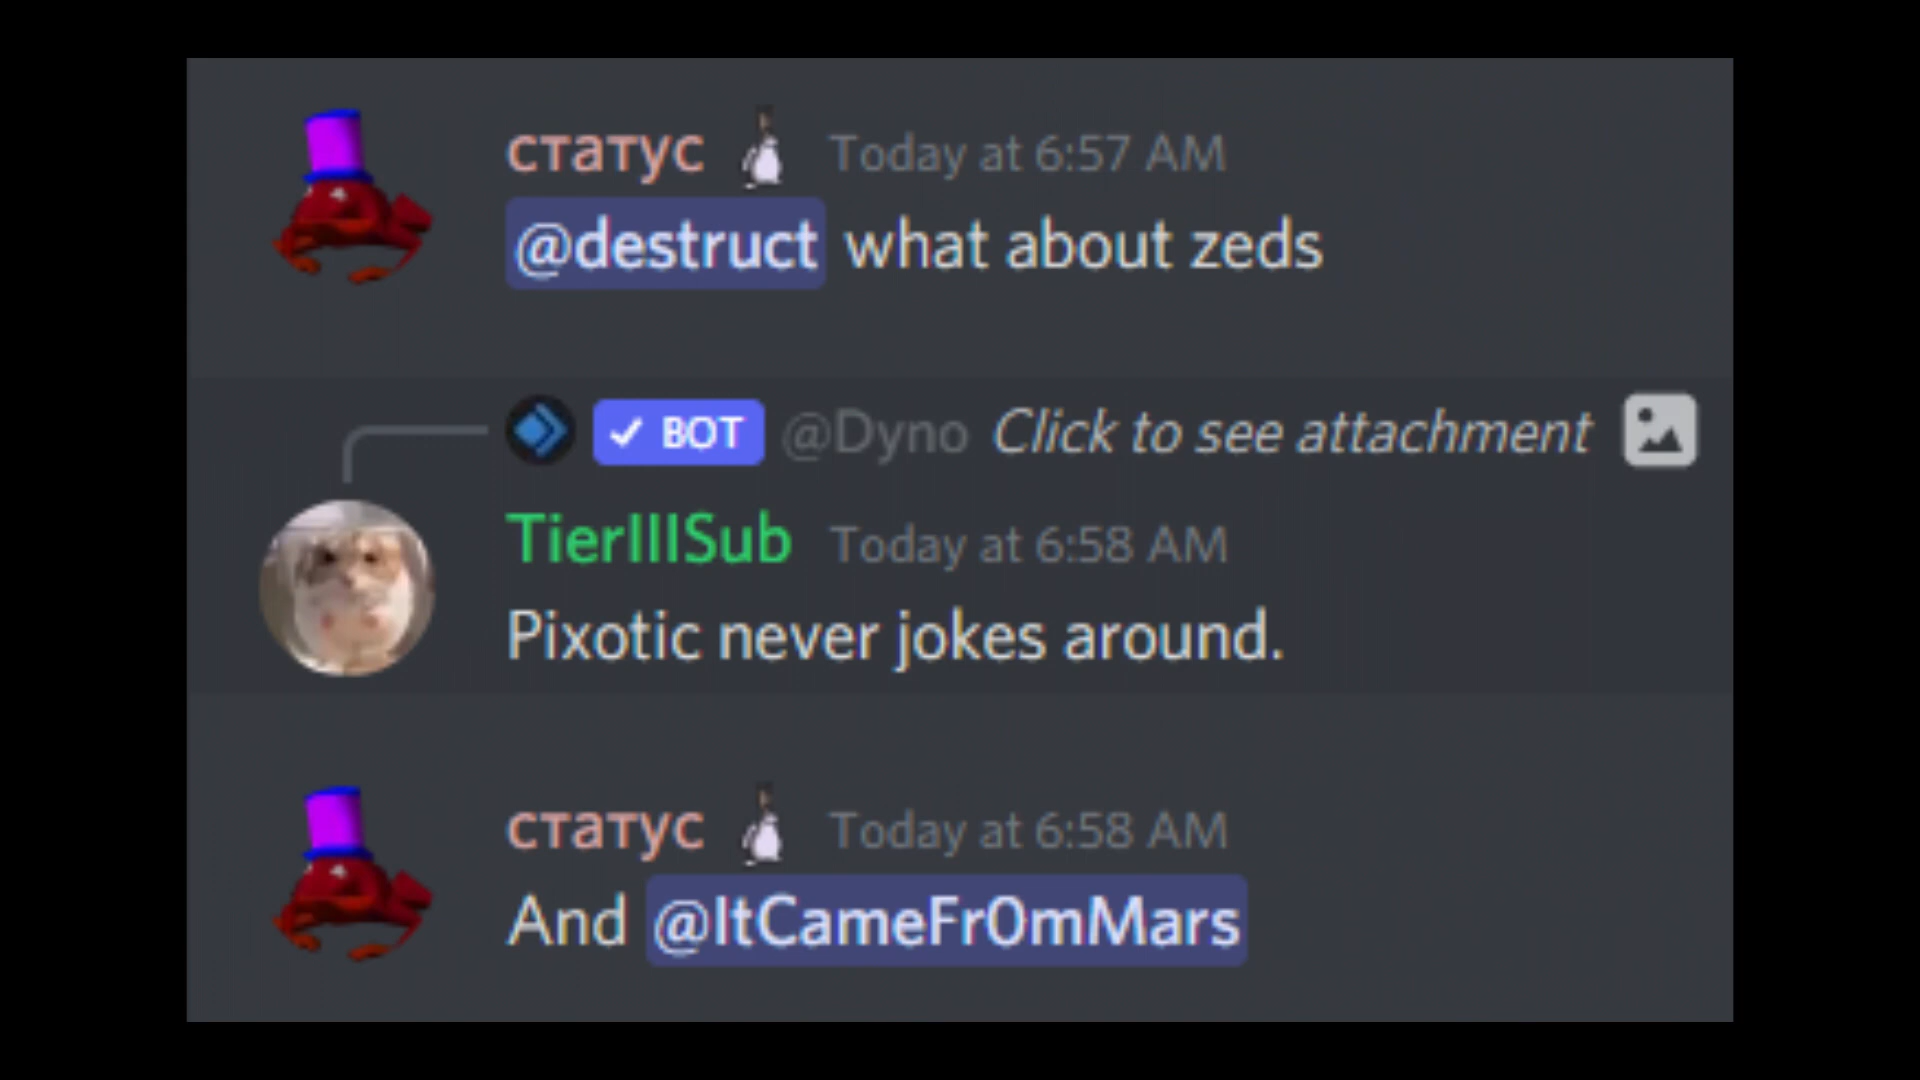 статус Today at 6:57 AM
@destruct what about zeds
BOT @Dyno Click to see attachment
TierIIISub Today at 6:58 AM
Pixotic never jokes around.
статус Today at 6:58 AM
And @ItCameFr0mMars